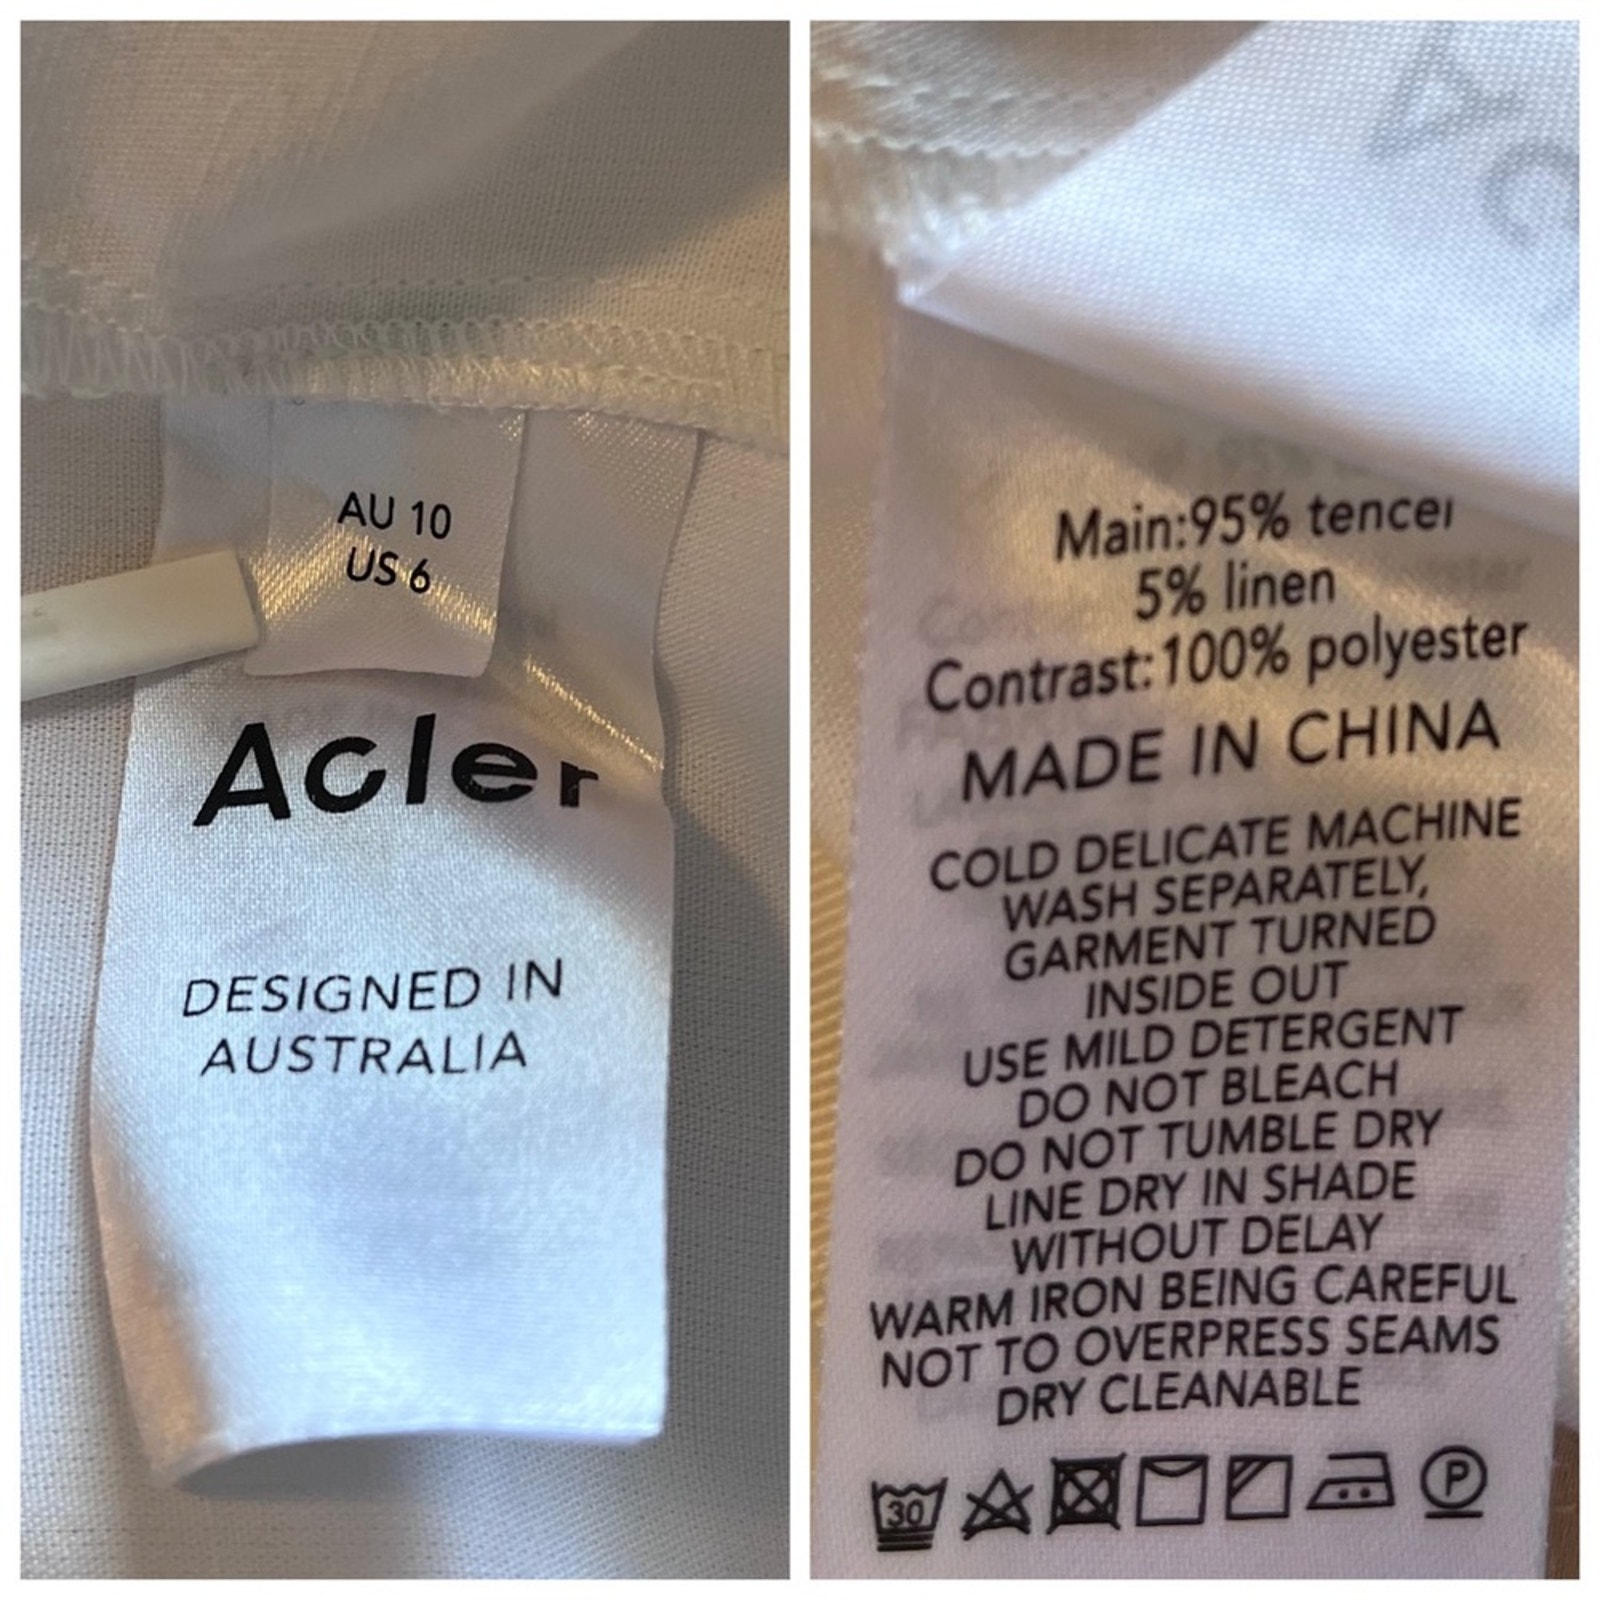 AU 10
US 6
Acler
DESIGNED IN
AUSTRALIA
Main:95% tencel
5% linen
Contrast:100% polyester
MADE IN CHINA
COLD DELICATE MACHINE
WASH SEPARATELY,
GARMENT TURNED
INSIDE OUT
USE MILD DETERGENT
DO NOT BLEACH
DO NOT TUMBLE DRY
LINE DRY IN SHADE
WITHOUT DELAY
WARM IRON BEING CAREFUL
NOT TO OVERPRESS SEAMS
DRY CLEANABLE
30 P